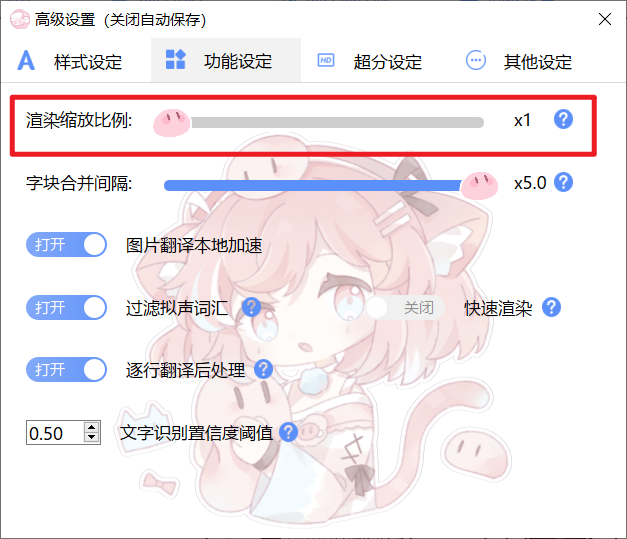 高级设置（关闭自动保存）
A 样式设定 功能设定 HD 超分设定 其他设定
渲染缩放比例: x1 ?
字块合并间隔: x5.0 ?
打开 图片翻译本地加速
打开 过滤拟声词汇 ? 关闭 快速渲染 ?
打开 逐行翻译后处理 ?
0.50 文字识别置信度阈值 ?